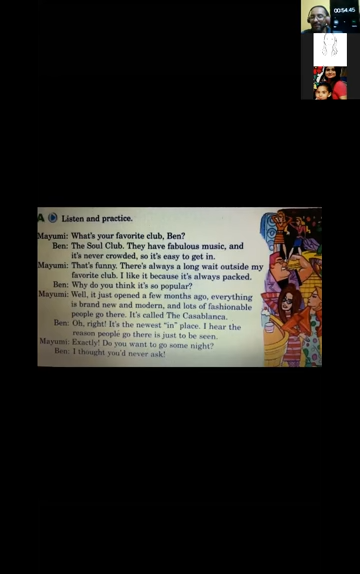 00:54:45
A Listen and practice.
Mayumi: What's your favorite club, Ben?
Ben: The Soul Club. They have fabulous music, and
it's never crowded, so it's easy to get in.
Mayumi: That's funny. There's always a long wait outside my
favorite club. I like it because it's always packed.
Ben: Why do you think it's so popular?
Mayumi: Well, it just opened a few months ago, everything
is brand new and modern, and lots of fashionable
people go there. It's called The Casablanca.
Ben: Oh, right! It's the newest "in" place. I hear the
reason people go there is just to be seen.
Mayumi: Exactly! Do you want to go some night?
Ben: I thought you'd never ask!